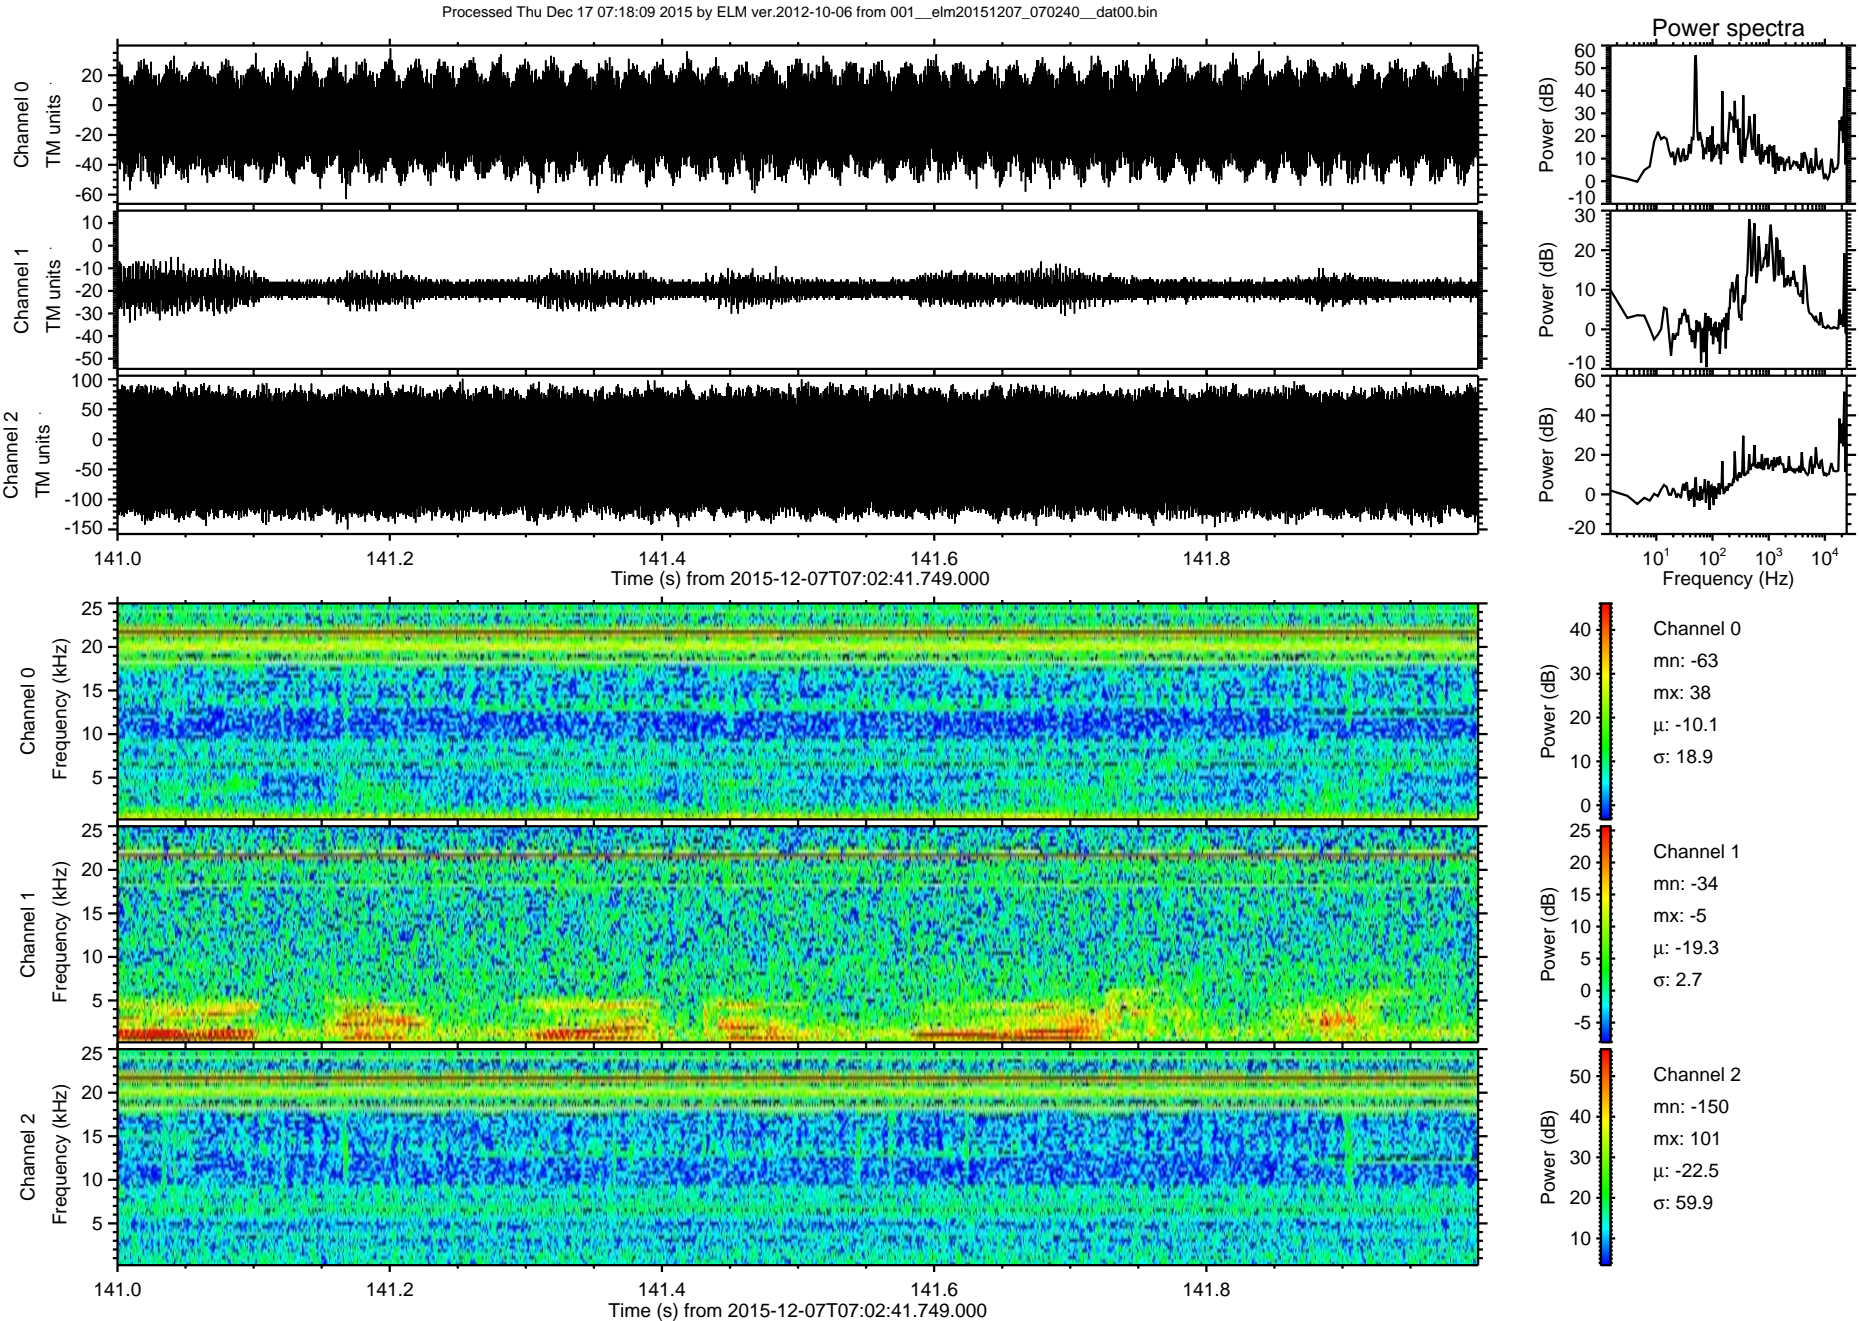 Processed Thu Dec 17 07:18:09 2015 by ELM ver.2012-10-06 from 001__elm20151207_070240__dat00.bin
Power spectra
Channel 0
TM units
20
0
-20
-40
-60
Power (dB)
60
50
40
30
20
10
0
-10
Channel 1
TM units
10
0
-10
-20
-30
-40
-50
Power (dB)
30
20
10
0
-10
Channel 2
TM units
100
50
0
-50
-100
-150
Power (dB)
60
40
20
0
-20
141.0 141.2 141.4 141.6 141.8
Time (s) from 2015-12-07T07:02:41.749.000
10^1 10^2 10^3 10^4
Frequency (Hz)
Channel 0
Frequency (kHz)
25
20
15
10
5
Power (dB)
40
30
20
10
0
Channel 0
mn: -63
mx: 38
μ: -10.1
σ: 18.9
Channel 1
Frequency (kHz)
25
20
15
10
5
Power (dB)
25
20
15
10
5
0
-5
Channel 1
mn: -34
mx: -5
μ: -19.3
σ: 2.7
Channel 2
Frequency (kHz)
25
20
15
10
5
Power (dB)
50
40
30
20
10
Channel 2
mn: -150
mx: 101
μ: -22.5
σ: 59.9
141.0 141.2 141.4 141.6 141.8
Time (s) from 2015-12-07T07:02:41.749.000